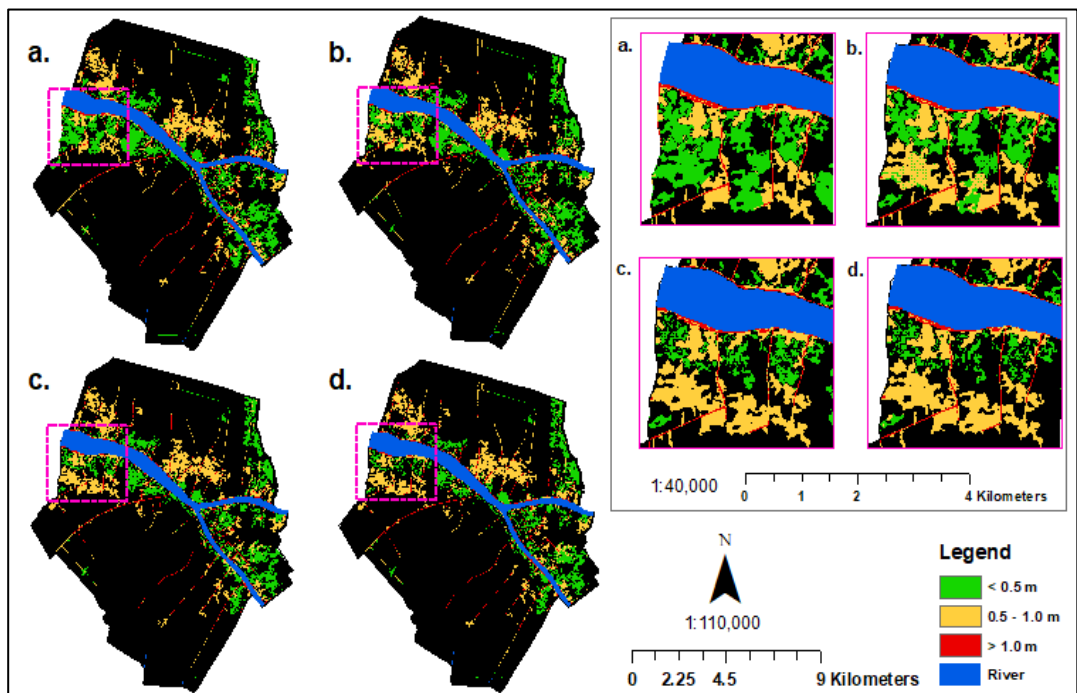 a.
b.
c.
d.
a.
b.
c.
d.
1:40,000
0 1 2 4 Kilometers
N
1:110,000
0 2.25 4.5 9 Kilometers
Legend
< 0.5 m
0.5 - 1.0 m
> 1.0 m
River